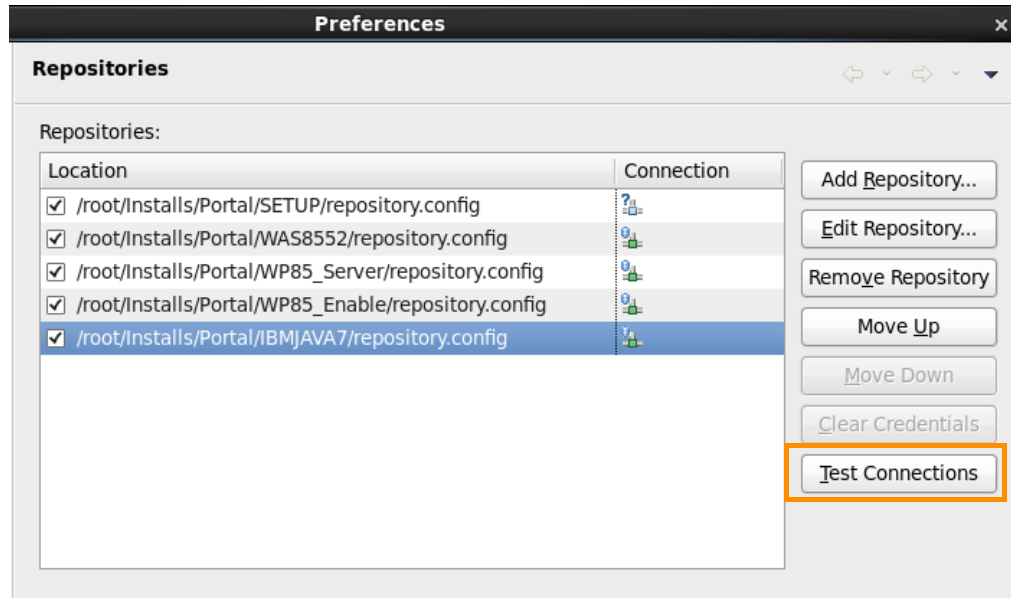 Preferences
Repositories
Repositories:
Location Connection
/root/Installs/Portal/SETUP/repository.config
/root/Installs/Portal/WAS8552/repository.config
/root/Installs/Portal/WP85_Server/repository.config
/root/Installs/Portal/WP85_Enable/repository.config
/root/Installs/Portal/IBMJAVA7/repository.config
Add Repository...
Edit Repository...
Remove Repository
Move Up
Move Down
Clear Credentials
Test Connections